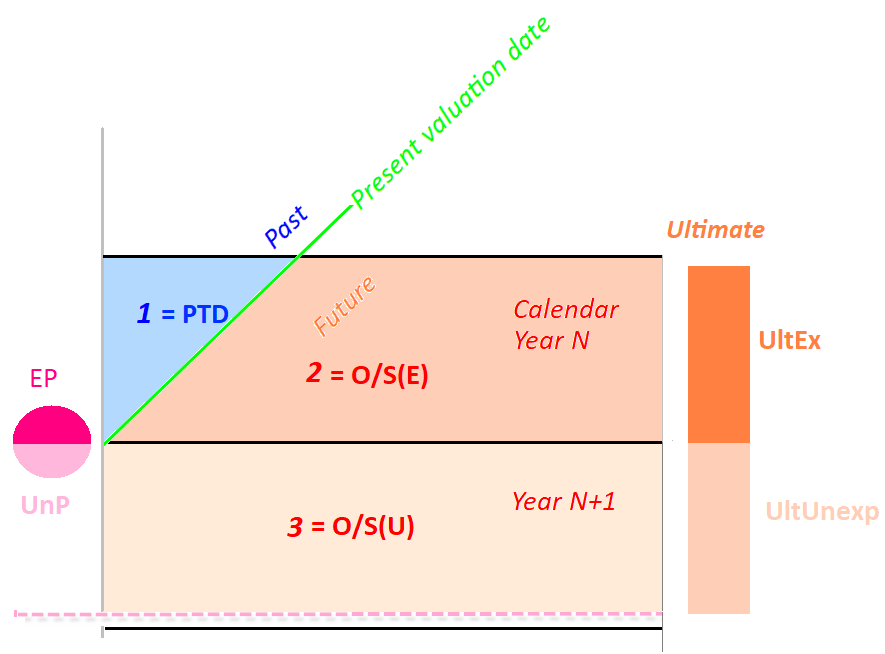 Present valuation date
Past
Ultimate
1 = PTD
Future
Calendar
Year N
UltEx
2 = O/S(E)
EP
UnP
Year N+1
3 = O/S(U)
UltUnexp